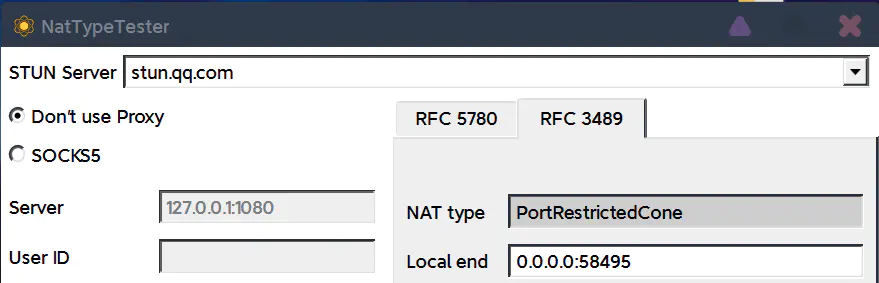 NatTypeTester
STUN Server stun.qq.com
Don't use Proxy
SOCKS5
Server 127.0.0.1:1080
User ID
RFC 5780 RFC 3489
NAT type PortRestrictedCone
Local end 0.0.0.0:58495